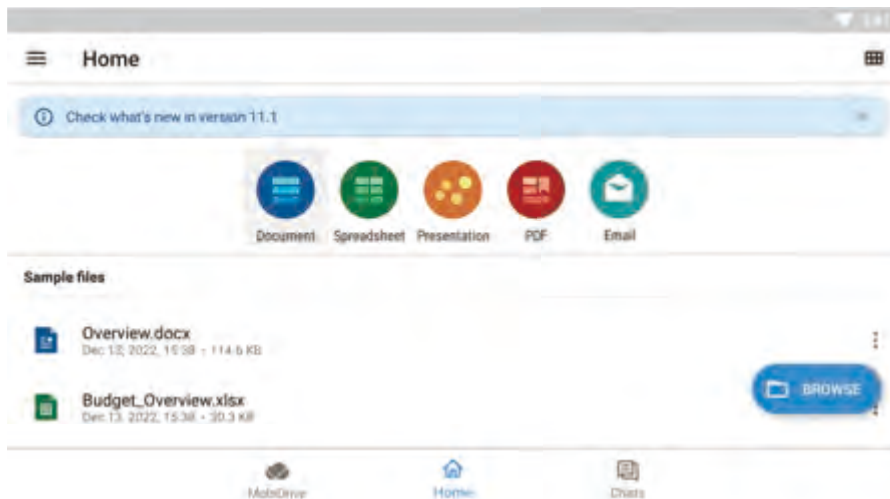 Home
Check what's new in version 11.1
Document Spreadsheet Presentation PDF Email
Sample files
Overview.docx
Dec 13, 2022, 15:38 - 114.6 KB
Budget_Overview.xlsx
Dec 13, 2022, 15:38 - 30.3 KB
BROWSE
MobiDrive Home Chats